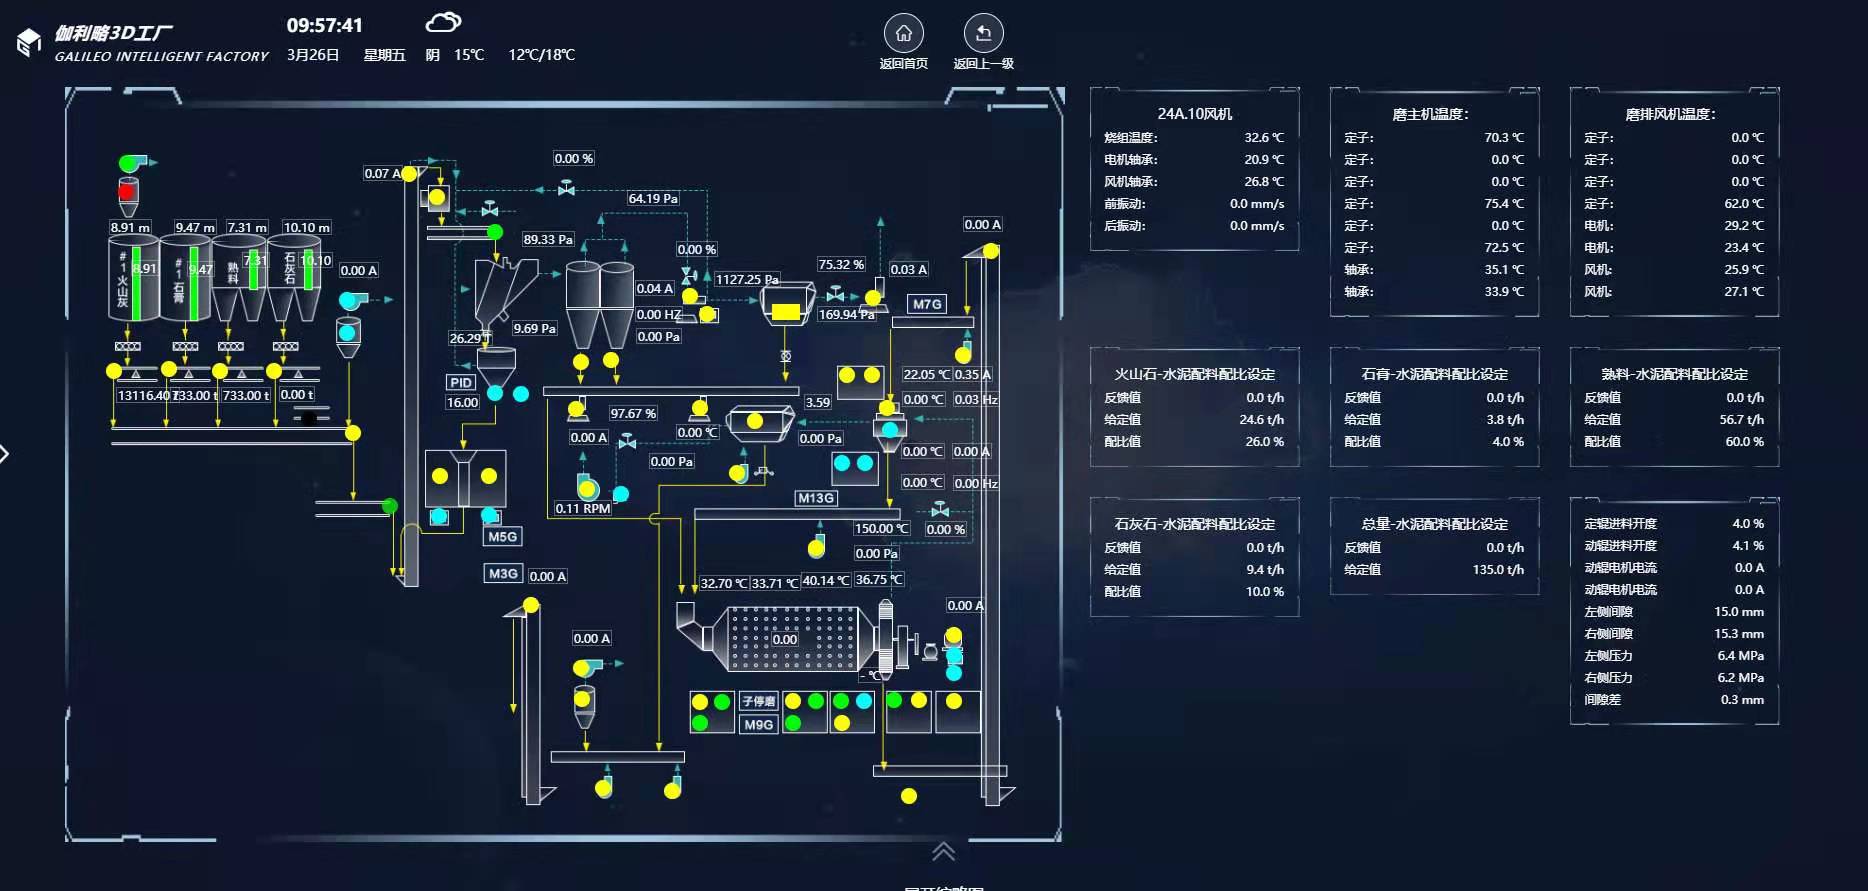 伽利略3D工厂
GALILEO INTELLIGENT FACTORY
09:57:41
3月26日 星期五 阴 15℃ 12℃/18℃
返回首页
返回上一级
0.07 A
0.00 %
64.19 Pa
8.91 m
9.47 m
7.31 m
10.10 m
#1火山灰
8.91
#1石膏
9.47
熟料
7.31
石灰石
10.10
0.00 A
89.33 Pa
0.00 %
0.04 A
0.00 HZ
0.00 Pa
1127.25 Pa
75.32 %
0.03 A
169.94 Pa
0.00 A
M7G
9.69 Pa
26.29
PID
16.00
13116.40
733.00 t
733.00 t
0.00 t
22.05 ℃
0.35 A
0.00 ℃
0.03 Hz
3.59
97.67 %
0.00 A
0.00 ℃
0.00 Pa
0.00 Pa
0.00 ℃
0.00 A
0.00 ℃
0.00 Hz
M13G
0.11 RPM
150.00 ℃
0.00 %
0.00 Pa
M5G
M3G
0.00 A
32.70 ℃
33.71 ℃
40.14 ℃
36.75 ℃
0.00 A
0.00
0.00 A
- ℃
子停磨
M9G
24A.10风机
烧组温度: 32.6 ℃
电机轴承: 20.9 ℃
风机轴承: 26.8 ℃
前振动: 0.0 mm/s
后振动: 0.0 mm/s
磨主机温度:
定子: 70.3 ℃
定子: 0.0 ℃
定子: 0.0 ℃
定子: 75.4 ℃
定子: 0.0 ℃
定子: 72.5 ℃
轴承: 35.1 ℃
轴承: 33.9 ℃
磨排风机温度:
定子: 0.0 ℃
定子: 0.0 ℃
定子: 0.0 ℃
定子: 62.0 ℃
电机: 29.2 ℃
电机: 23.4 ℃
风机: 25.9 ℃
风机: 27.1 ℃
火山石-水泥配料配比设定
反馈值 0.0 t/h
给定值 24.6 t/h
配比值 26.0 %
石膏-水泥配料配比设定
反馈值 0.0 t/h
给定值 3.8 t/h
配比值 4.0 %
熟料-水泥配料配比设定
反馈值 0.0 t/h
给定值 56.7 t/h
配比值 60.0 %
石灰石-水泥配料配比设定
反馈值 0.0 t/h
给定值 9.4 t/h
配比值 10.0 %
总量-水泥配料配比设定
反馈值 0.0 t/h
给定值 135.0 t/h
定辊进料开度 4.0 %
动辊进料开度 4.1 %
动辊电机电流 0.0 A
动辊电机电流 0.0 A
左侧间隙 15.0 mm
右侧间隙 15.3 mm
左侧压力 6.4 MPa
右侧压力 6.2 MPa
间隙差 0.3 mm